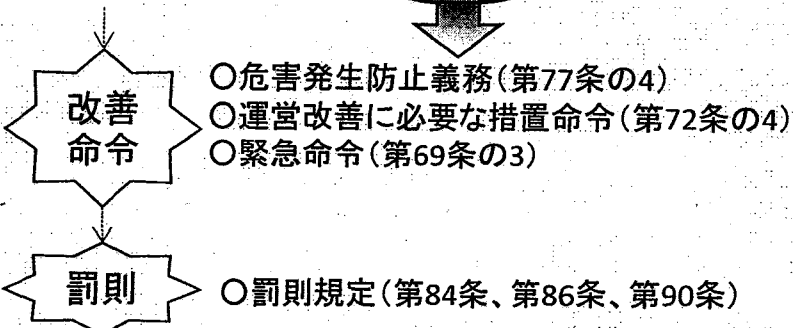 改善
命令
○危害発生防止義務(第77条の4)
○運営改善に必要な措置命令(第72条の4)
○緊急命令(第69条の3)
罰則
○罰則規定(第84条、第86条、第90条)